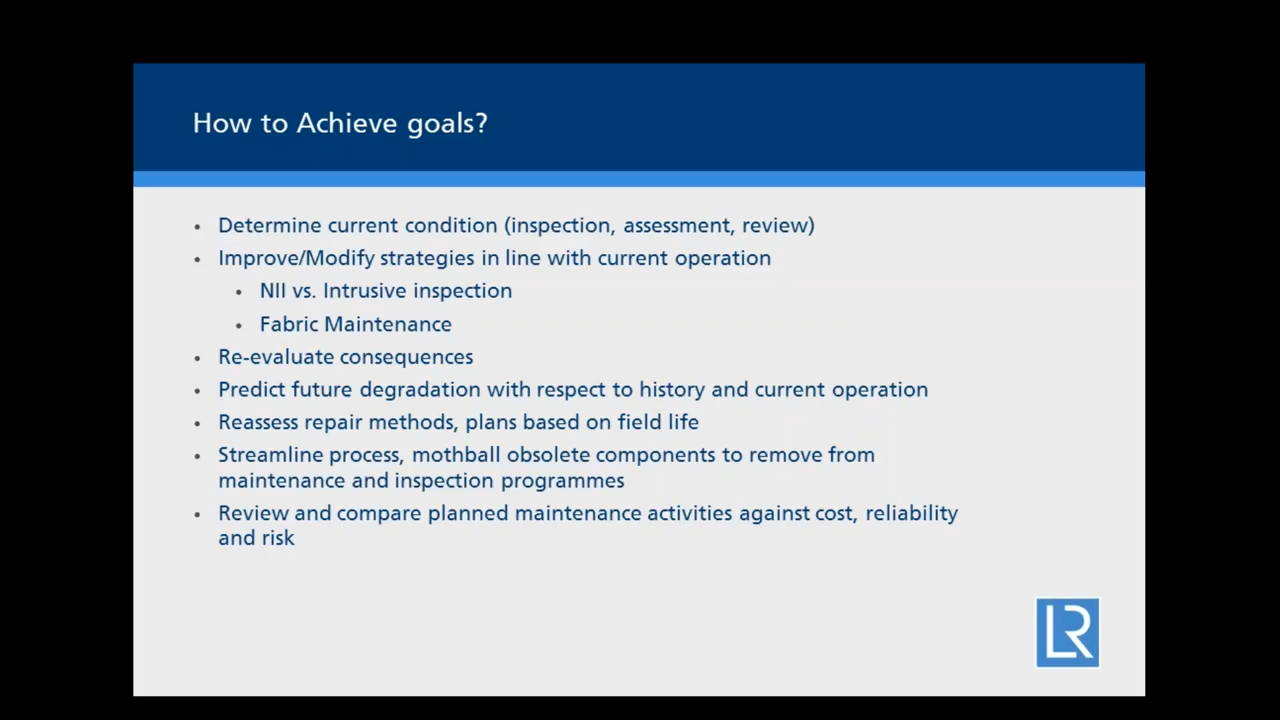 How to Achieve goals?
• Determine current condition (inspection, assessment, review)
• Improve/Modify strategies in line with current operation
• NII vs. Intrusive inspection
• Fabric Maintenance
• Re-evaluate consequences
• Predict future degradation with respect to history and current operation
• Reassess repair methods, plans based on field life
• Streamline process, mothball obsolete components to remove from
maintenance and inspection programmes
• Review and compare planned maintenance activities against cost, reliability
and risk
LR